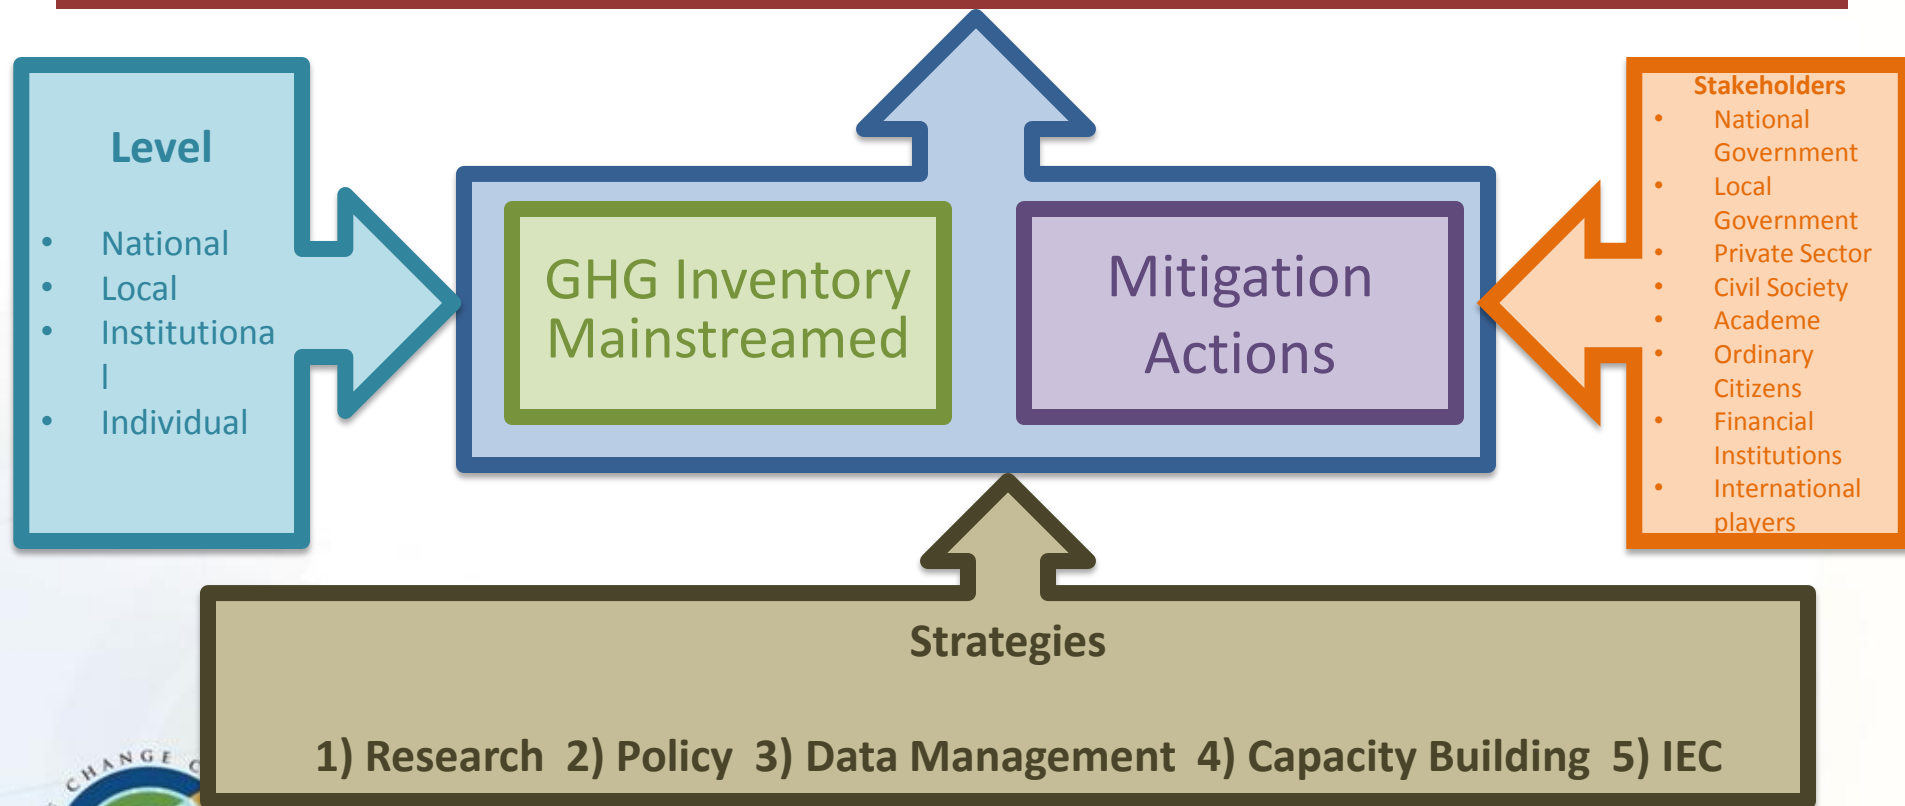 Level
• National
• Local
• Institutiona
l
• Individual
GHG Inventory
Mainstreamed
Mitigation
Actions
Stakeholders
• National
Government
• Local
Government
• Private Sector
• Civil Society
• Academe
• Ordinary
Citizens
• Financial
Institutions
• International
players
Strategies
1) Research 2) Policy 3) Data Management 4) Capacity Building 5) IEC
CHANGE